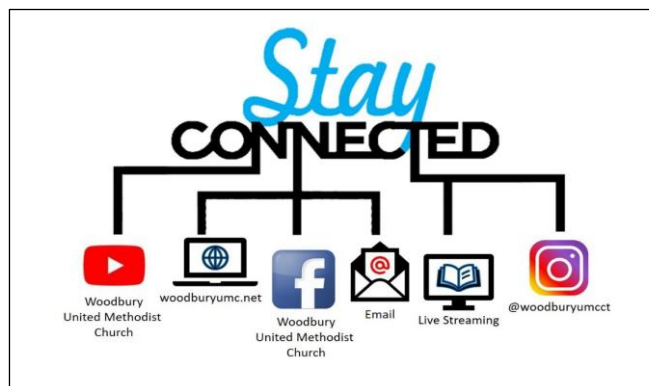 Stay
CONNECTED
Woodbury
United Methodist
Church
woodburyumc.net
f
Woodbury
United Methodist
Church
@
Email
Live Streaming
@woodburyumcct